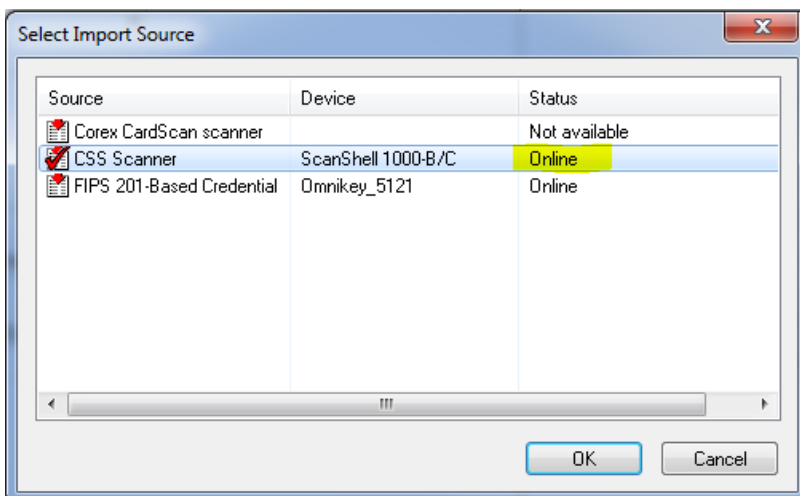 Select Import Source
Source Device Status
Corex CardScan scanner Not available
CSS Scanner ScanShell 1000-B/C Online
FIPS 201-Based Credential Omnikey_5121 Online
OK Cancel